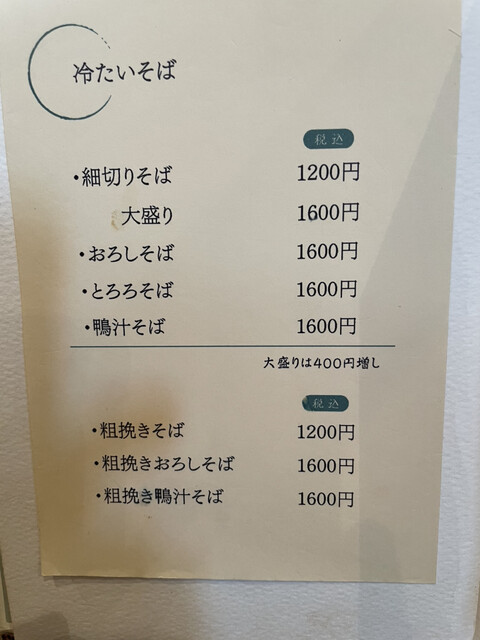 冷たいそば
税込
・細切りそば 1200円
大盛り 1600円
・おろしそば 1600円
・とろろそば 1600円
・鴨汁そば 1600円
大盛りは400円増し
税込
・粗挽きそば 1200円
・粗挽きおろしそば 1600円
・粗挽き鴨汁そば 1600円